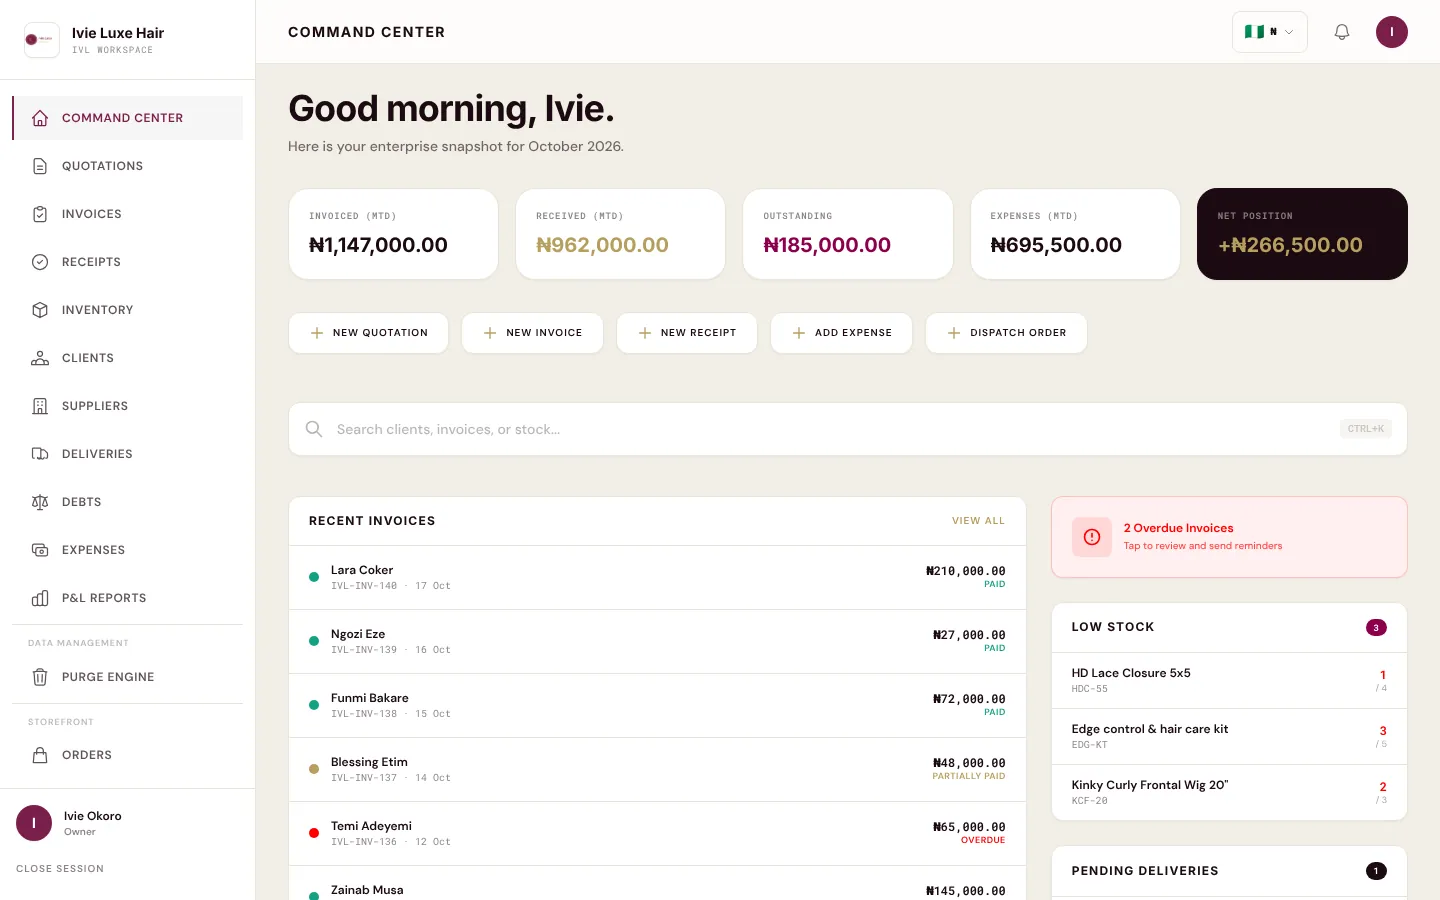 Ivie Luxe Hair
IVL WORKSPACE
COMMAND CENTER
QUOTATIONS
INVOICES
RECEIPTS
INVENTORY
CLIENTS
SUPPLIERS
DELIVERIES
DEBTS
EXPENSES
P&L REPORTS
DATA MANAGEMENT
PURGE ENGINE
STOREFRONT
ORDERS
I
Ivie Okoro
Owner
CLOSE SESSION
COMMAND CENTER
₦
I
Good morning, Ivie.
Here is your enterprise snapshot for October 2026.
INVOICED (MTD)
₦1,147,000.00
RECEIVED (MTD)
₦962,000.00
OUTSTANDING
₦185,000.00
EXPENSES (MTD)
₦695,500.00
NET POSITION
+₦266,500.00
NEW QUOTATION
NEW INVOICE
NEW RECEIPT
ADD EXPENSE
DISPATCH ORDER
Search clients, invoices, or stock...
CTRL+K
RECENT INVOICES
VIEW ALL
Lara Coker
IVL-INV-140 · 17 Oct
₦210,000.00
PAID
Ngozi Eze
IVL-INV-139 · 16 Oct
₦27,000.00
PAID
Funmi Bakare
IVL-INV-138 · 15 Oct
₦72,000.00
PAID
Blessing Etim
IVL-INV-137 · 14 Oct
₦48,000.00
PARTIALLY PAID
Temi Adeyemi
IVL-INV-136 · 12 Oct
₦65,000.00
OVERDUE
Zainab Musa
₦145,000.00
2 Overdue Invoices
Tap to review and send reminders
LOW STOCK
3
HD Lace Closure 5x5
HDC-55
1
/ 4
Edge control & hair care kit
EDG-KT
3
/ 5
Kinky Curly Frontal Wig 20"
KCF-20
2
/ 3
PENDING DELIVERIES
1